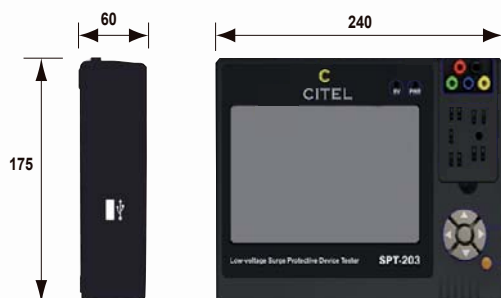 60
240
175
C
CITEL
5V PWR
Low-voltage Surge Protective Device Tester
SPT-203